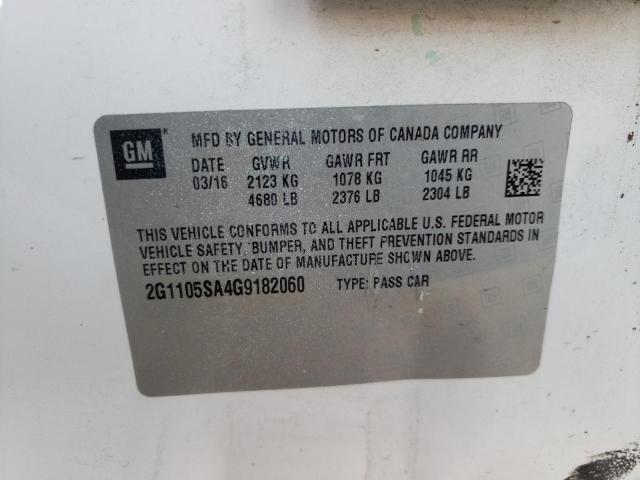 GM®
MFD BY GENERAL MOTORS OF CANADA COMPANY
DATE GVWR GAWR FRT GAWR RR
03/16 2123 KG 1078 KG 1045 KG
4680 LB 2376 LB 2304 LB
THIS VEHICLE CONFORMS TO ALL APPLICABLE U.S. FEDERAL MOTOR
VEHICLE SAFETY, BUMPER, AND THEFT PREVENTION STANDARDS IN
EFFECT ON THE DATE OF MANUFACTURE SHOWN ABOVE.
2G1105SA4G9182060 TYPE: PASS CAR